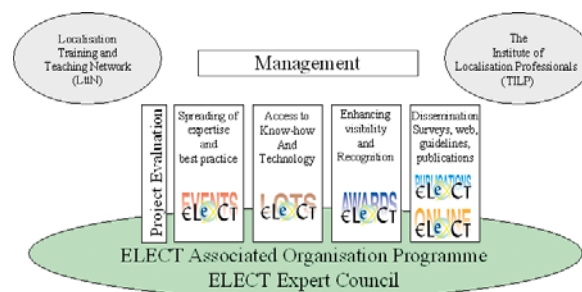 Localisation
Training and
Teaching Network
(LttN)
The
Institute of
Localisation Professionals
(TILP)
Management
Project Evaluation
Spreading of
expertise
and
best practice
EVENTS
eLeCT
Access to
Know-how
And
Technology
LOTS
eLeCT
Enhancing
visibility
and
Recognition
AWARDS
eLeCT
Dissemination
Surveys, web,
guidelines,
publications
PUBLICATIONS
eLeCT
ONLINE
eLeCT
ELECT Associated Organisation Programme
ELECT Expert Council